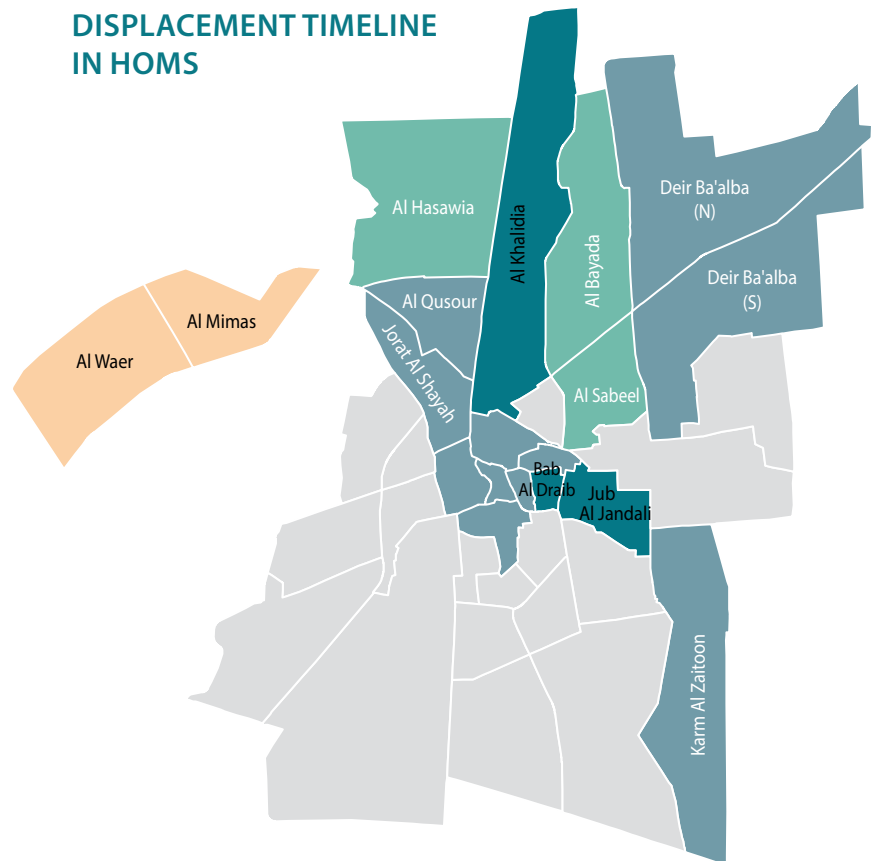 DISPLACEMENT TIMELINE
IN HOMS
Al Hasawia
Al Khalidia
Al Bayada
Deir Ba'alba
(N)
Deir Ba'alba
(S)
Al Qusour
Al Mimas
Al Waer
Jorat Al Shayah
Al Sabeel
Bab
Al Draib
Jub
Al Jandali
Karm Al Zaitoon